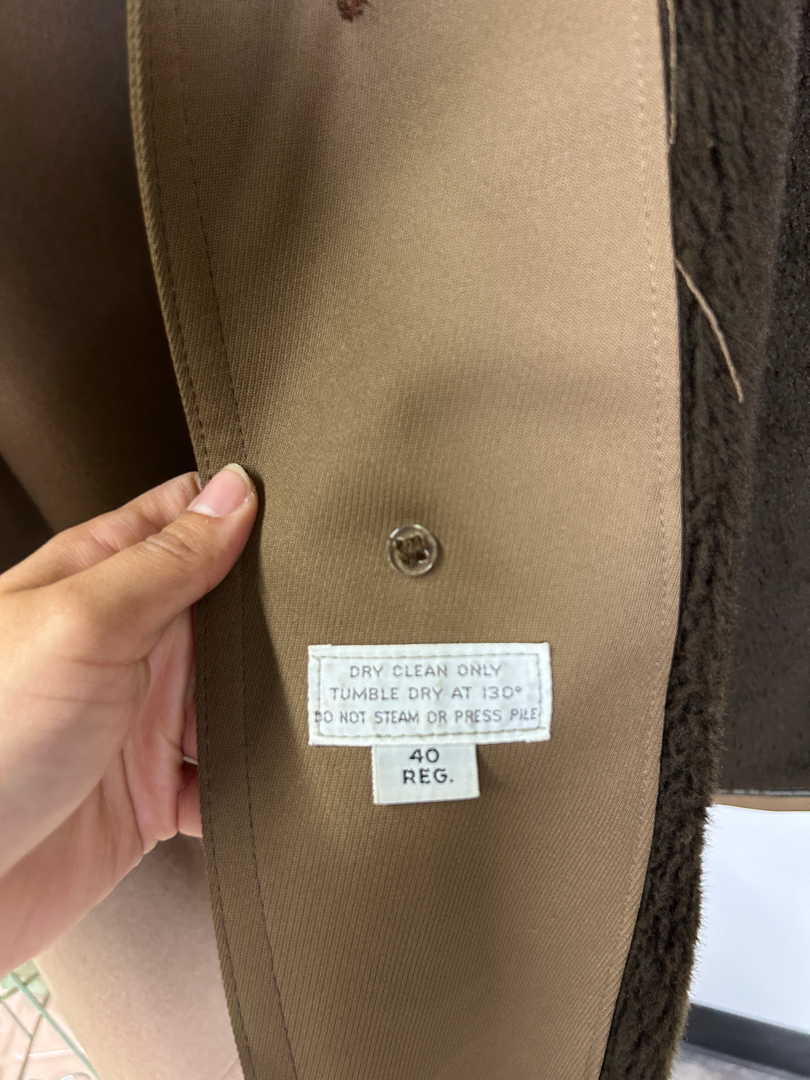 DRY CLEAN ONLY
TUMBLE DRY AT 130°
DO NOT STEAM OR PRESS PILE
40
REG.